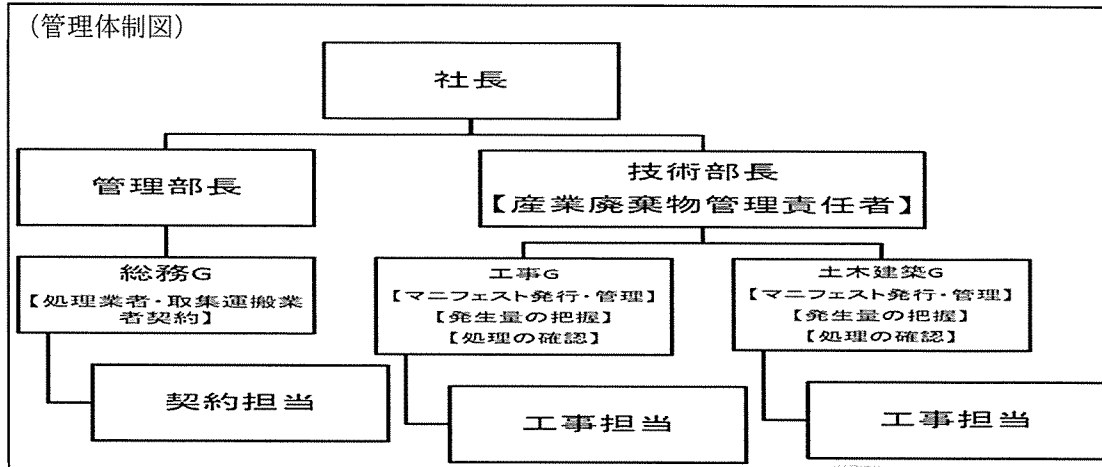 (管理体制図)
社長
管理部長
技術部長
【産業廃棄物管理責任者】
総務G
【処理業者・取集運搬業
者契約】
工事G
【マニフェスト発行・管理】
【発生量の把握】
【処理の確認】
土木建築G
【マニフェスト発行・管理】
【発生量の把握】
【処理の確認】
契約担当
工事担当
工事担当